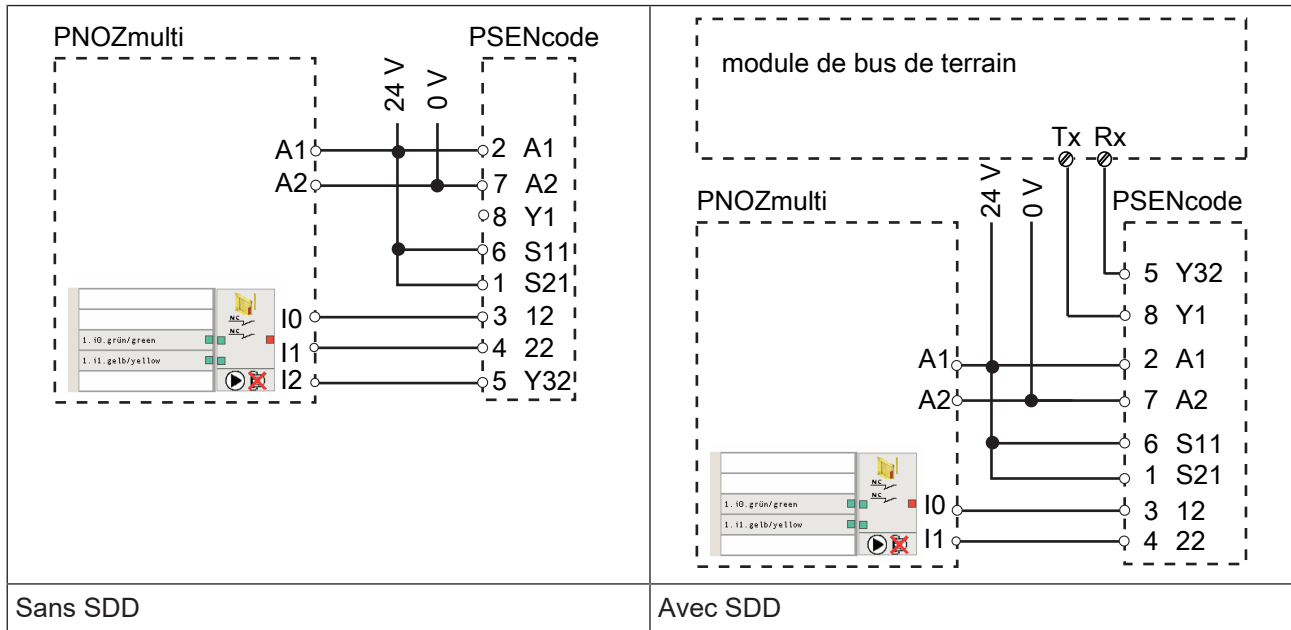 PNOZmulti
PSENcode
24 V
0 V
A1
2 A1
A2
7 A2
8 Y1
6 S11
1 S21
NC
NC
1. i0.grün/green
1. i1.gelb/yellow
I0
3 12
I1
4 22
I2
5 Y32
Sans SDD
module de bus de terrain
Tx Rx
24 V
0 V
PNOZmulti
PSENcode
5 Y32
8 Y1
A1
2 A1
A2
7 A2
6 S11
1 S21
NC
NC
1. i0.grün/green
1. i1.gelb/yellow
I0
3 12
I1
4 22
Avec SDD